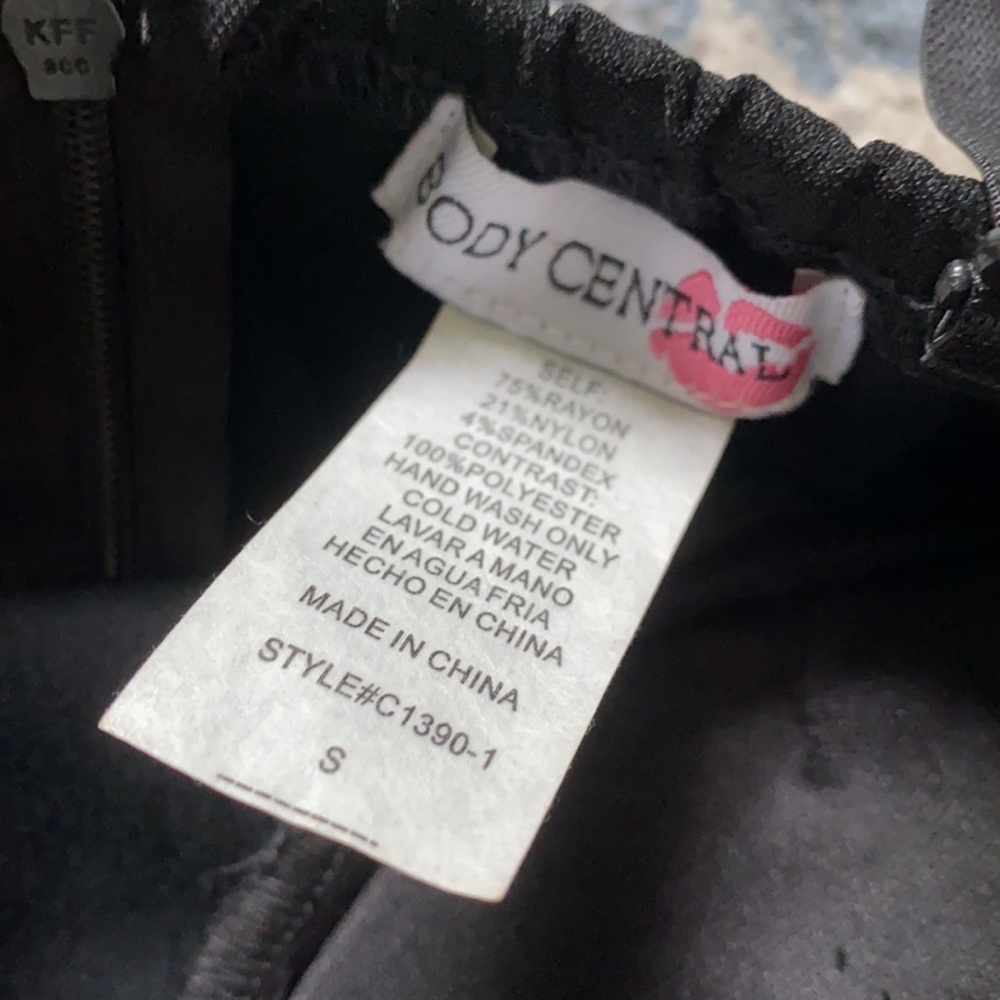 KFF
BODY CENTRAL
SELF:
75%RAYON
21%NYLON
4%SPANDEX
CONTRAST:
100%POLYESTER
HAND WASH ONLY
COLD WATER
LAVAR A MANO
EN AGUA FRIA
HECHO EN CHINA
MADE IN CHINA
STYLE#C1390-1
S